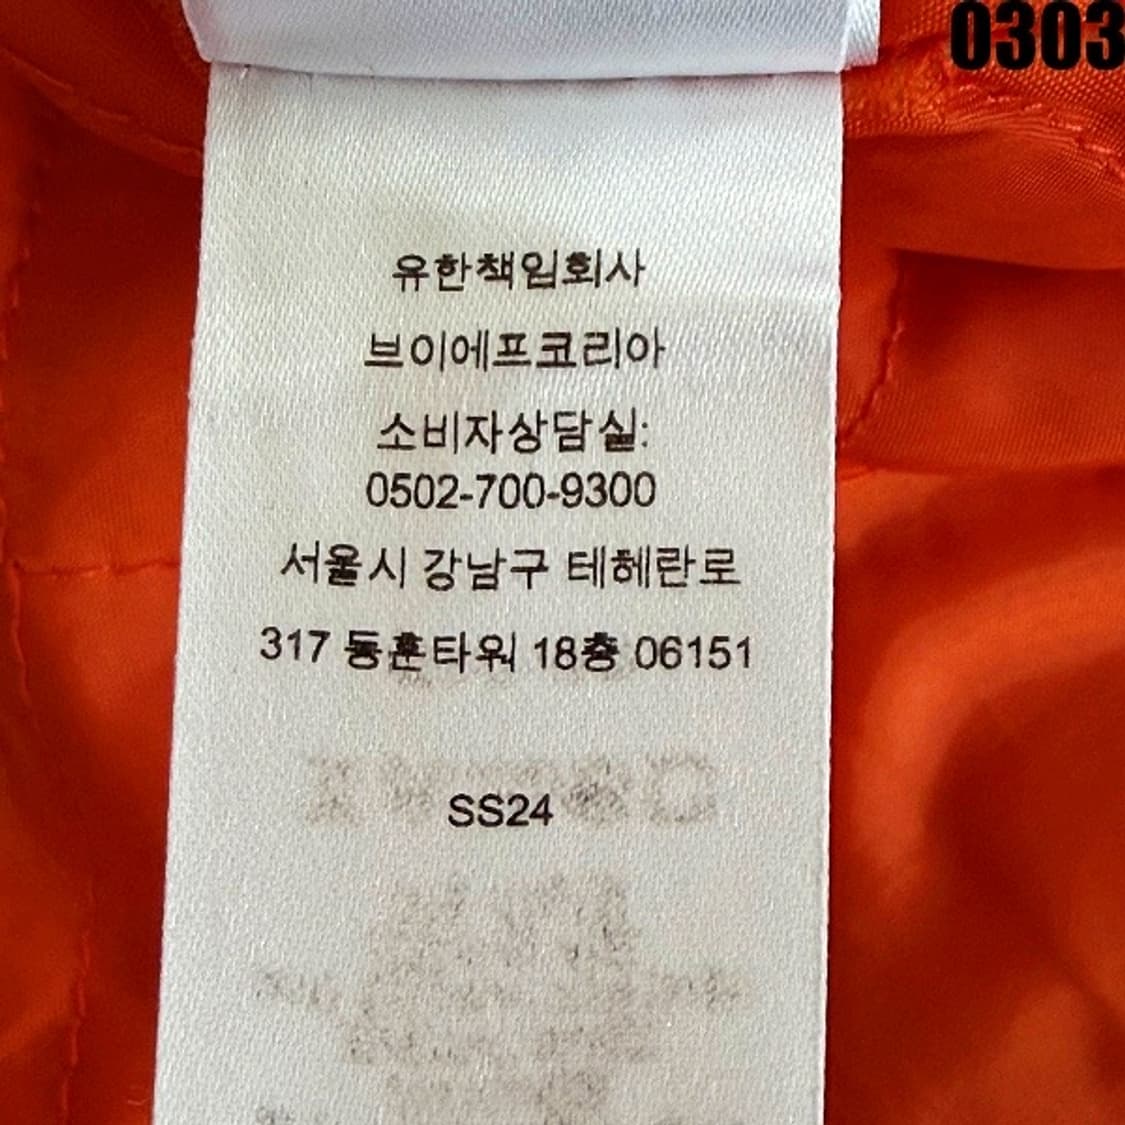 0303
유한책임회사
브이에프코리아
소비자상담실:
0502-700-9300
서울시 강남구 테헤란로
317 동훈타워 18층 06151
SS24